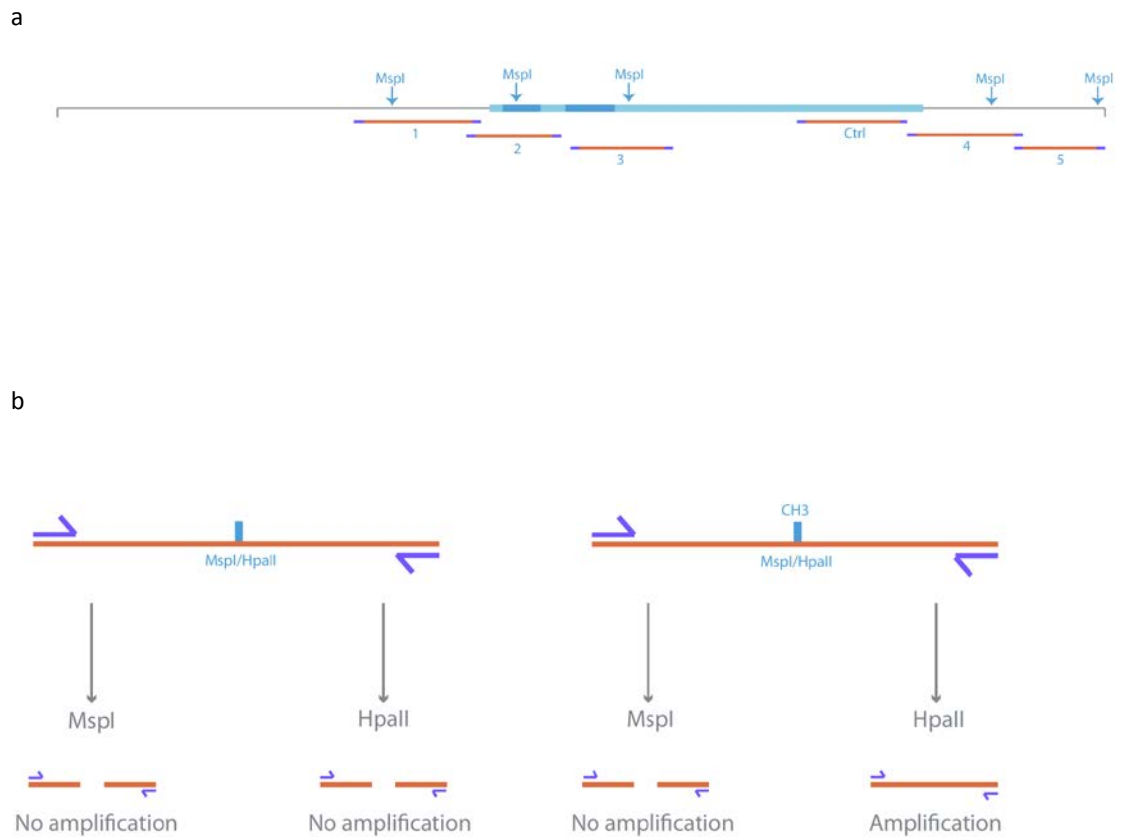 a
MspI MspI MspI MspI MspI
1 2 3 Ctrl 4 5
b
CH3
MspI/HpaII MspI/HpaII
MspI HpaII MspI HpaII
No amplification No amplification No amplification Amplification